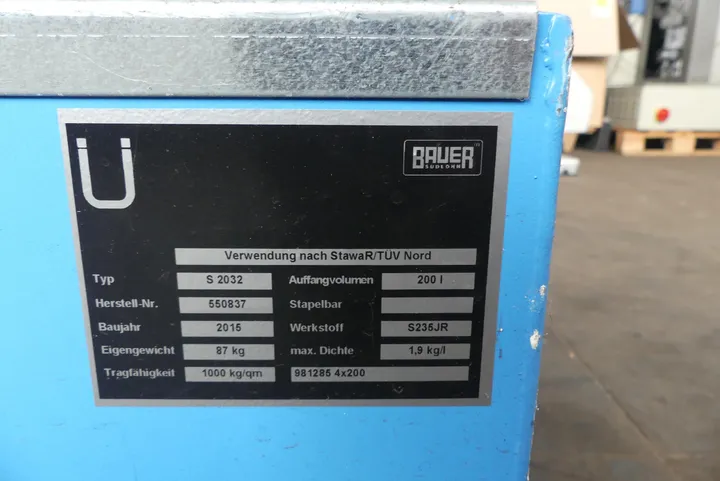 Ü
BAUER
SÜDLOHN
Verwendung nach StawaR/TÜV Nord
Typ S 2032 Auffangvolumen 200 l
Herstell-Nr. 550837 Stapelbar
Baujahr 2015 Werkstoff S235JR
Eigengewicht 87 kg max. Dichte 1,9 kg/l
Tragfähigkeit 1000 kg/qm 981285 4x200